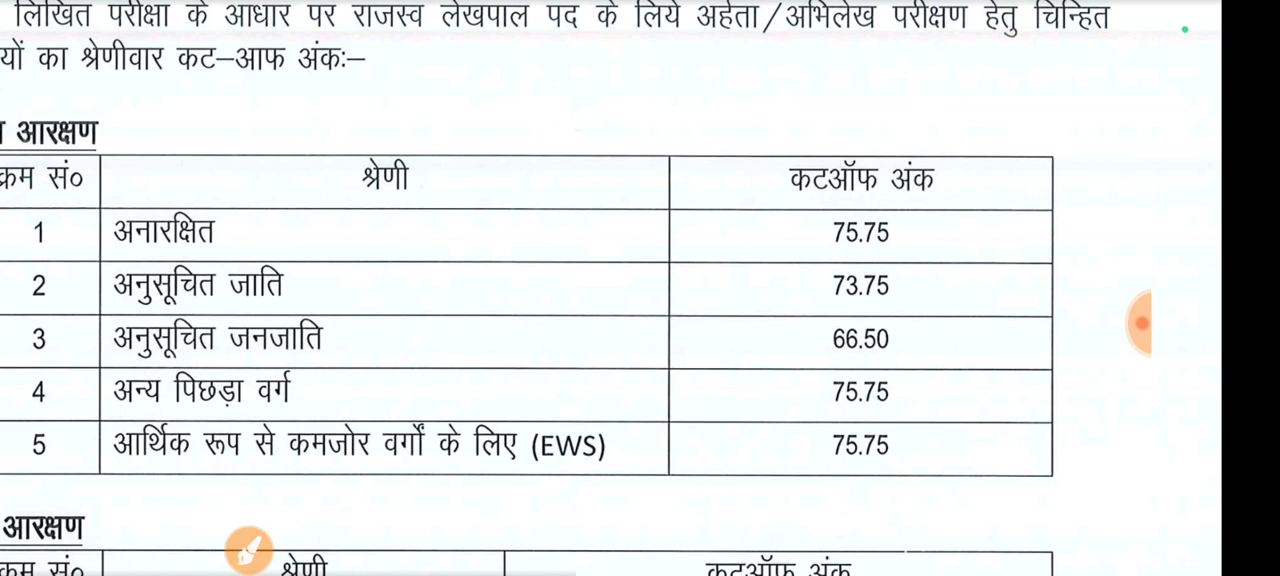 लिखित परीक्षा के आधार पर राजस्व लेखपाल पद के लिये अर्हता/अभिलेख परीक्षण हेतु चिन्हित
यों का श्रेणीवार कट–आफ अंकः–
आरक्षण
क्रम सं० श्रेणी कटऑफ अंक
1 अनारक्षित 75.75
2 अनुसूचित जाति 73.75
3 अनुसूचित जनजाति 66.50
4 अन्य पिछड़ा वर्ग 75.75
5 आर्थिक रूप से कमजोर वर्गों के लिए (EWS) 75.75
आरक्षण
क्रम सं० श्रेणी कटऑफ अंक